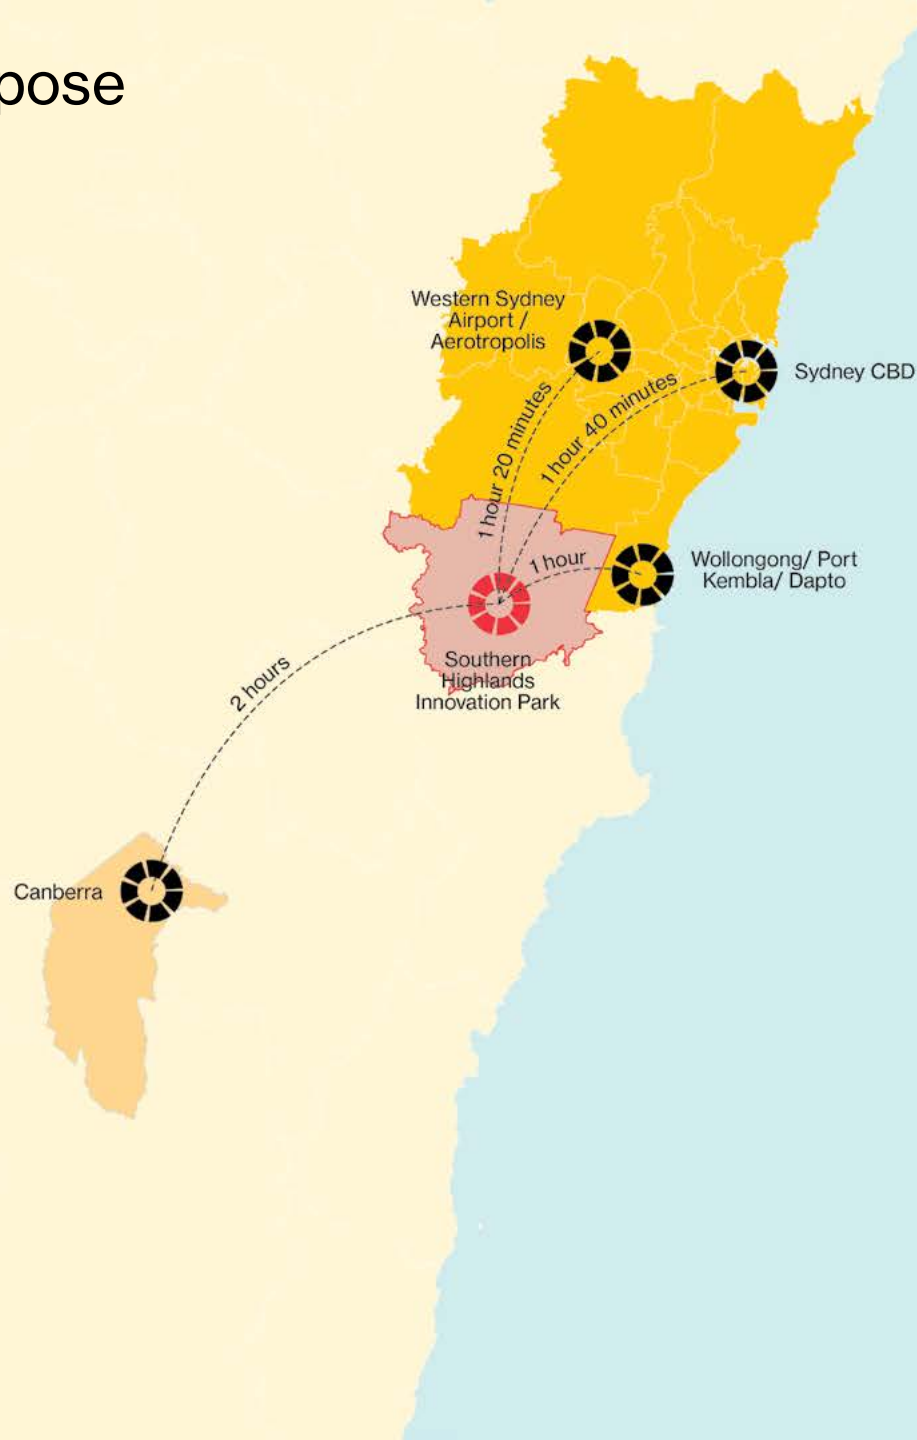 pose
Western Sydney
Airport /
Aerotropolis
Sydney CBD
1 hour 20 minutes
1 hour 40 minutes
1 hour
Wollongong/ Port
Kembla/ Dapto
Southern
Highlands
Innovation Park
2 hours
Canberra